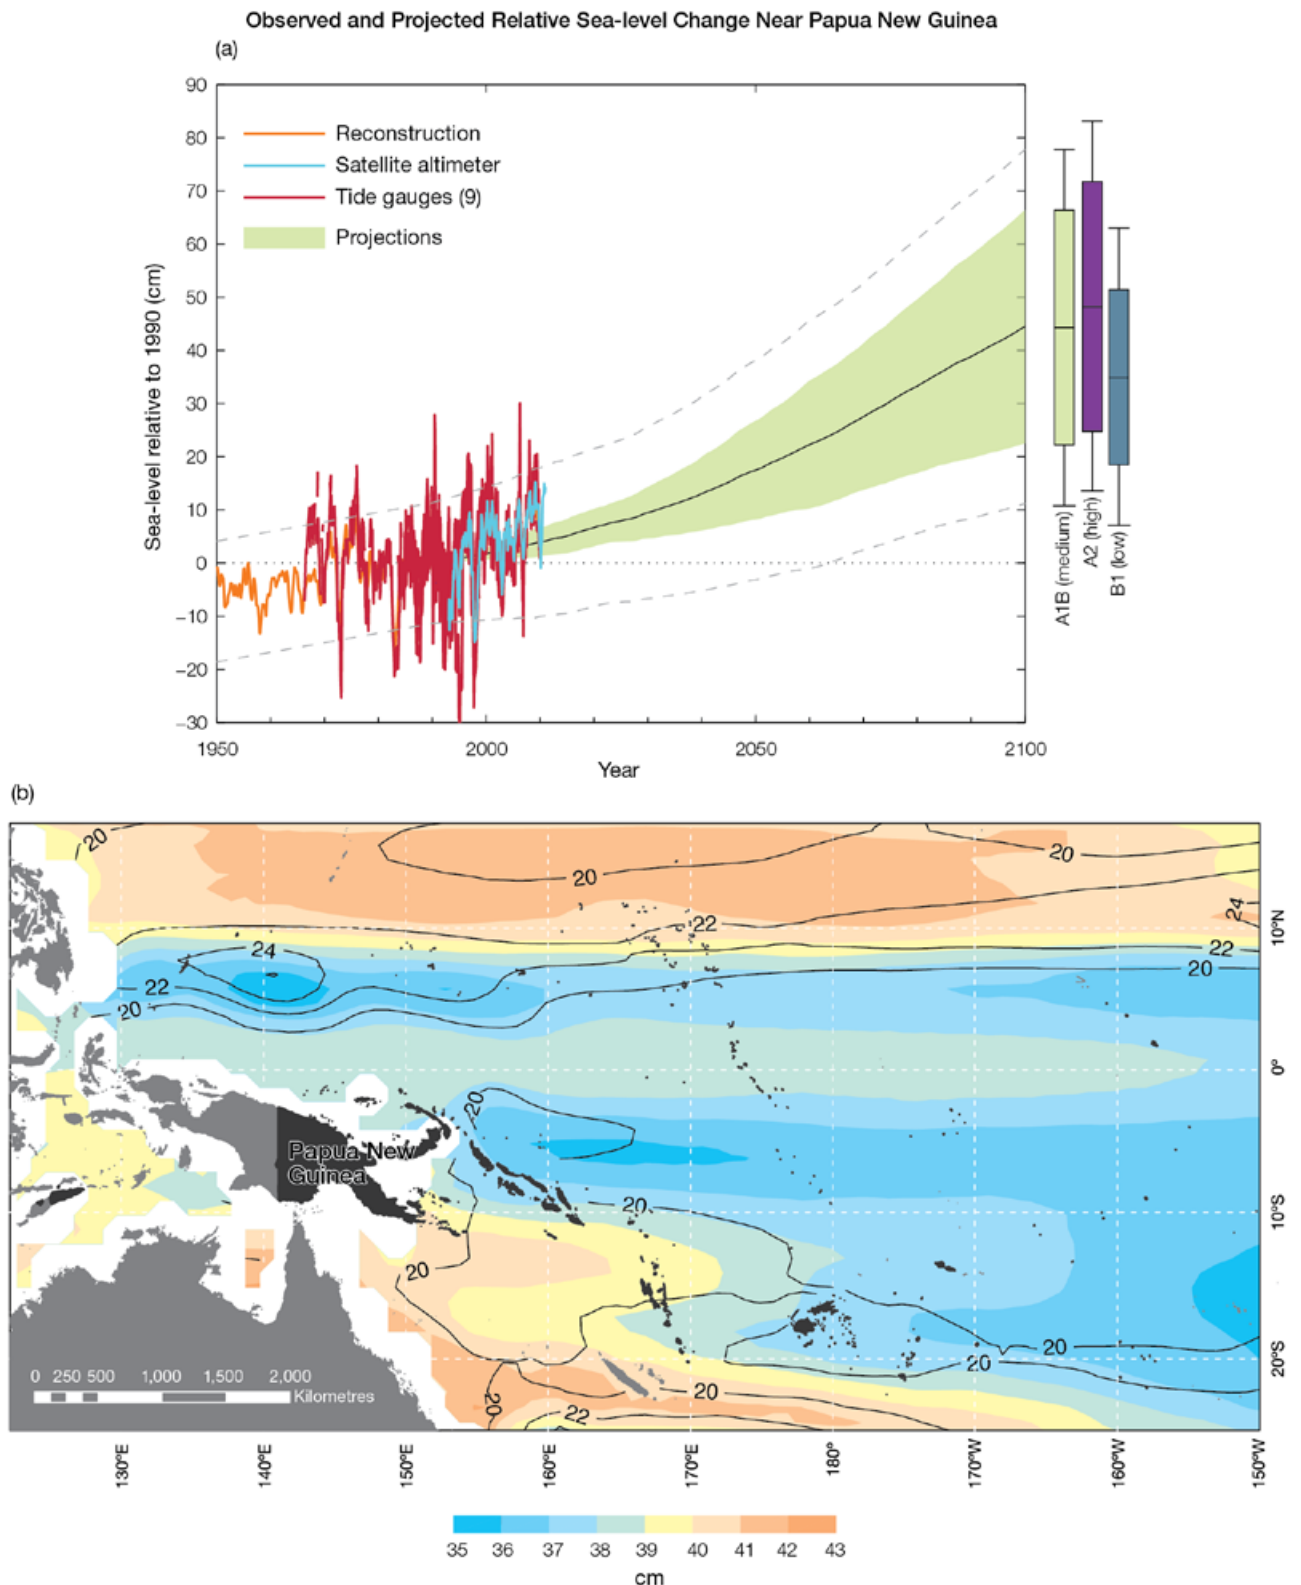 Observed and Projected Relative Sea-level Change Near Papua New Guinea
(a)
90
80
70
60
50
40
30
20
10
0
−10
−20
−30
Sea-level relative to 1990 (cm)
Reconstruction
Satellite altimeter
Tide gauges (9)
Projections
1950
2000
2050
2100
Year
A1B (medium)
A2 (high)
B1 (low)
(b)
20
20
20
24
22
22
20
24
22
20
20
20
20
20
20
20
20
22
Papua New
Guinea
0 250 500 1,000 1,500 2,000
Kilometres
10°N
0°
10°S
20°S
130°E
140°E
150°E
160°E
170°E
180°
170°W
160°W
150°W
35 36 37 38 39 40 41 42 43
cm